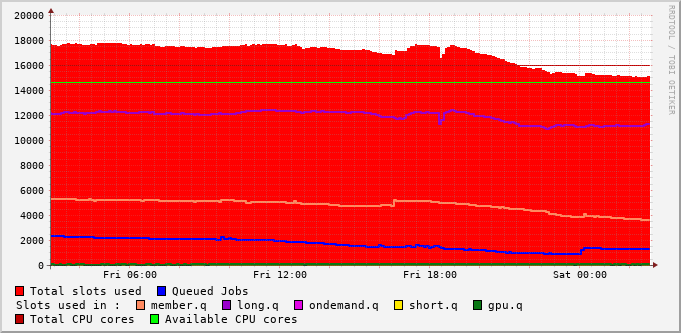 20000
18000
16000
14000
12000
10000
8000
6000
4000
2000
0
Fri 06:00 Fri 12:00 Fri 18:00 Sat 00:00
RRDTOOL / TOBI OETIKER
Total slots used Queued Jobs
Slots used in : member.q long.q ondemand.q short.q gpu.q
Total CPU cores Available CPU cores